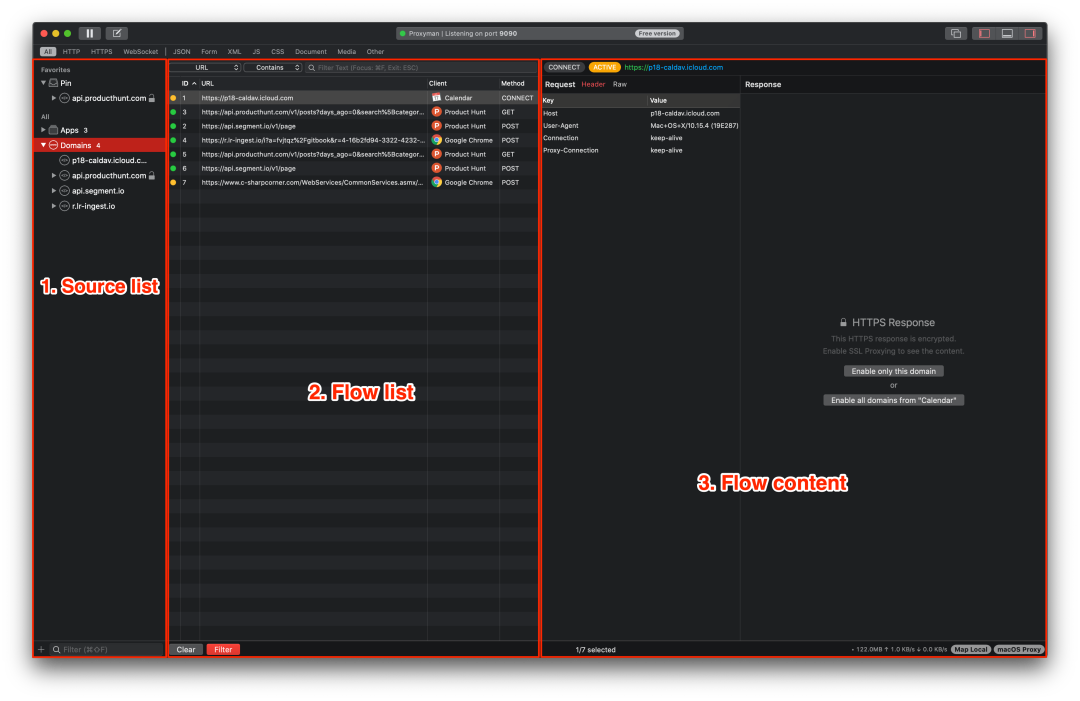 Proxyman | Listening on port 9090
Free version
All HTTP HTTPS WebSocket JSON Form XML JS CSS Document Media Other
Favorites
Pin
api.producthunt.com
All
Apps 3
Domains 4
p18-caldav.icloud.c...
api.producthunt.com
api.segment.io
r.lr-ingest.io
1. Source list
Filter (⌘⇧F)
URL Contains Filter Text (Focus: ⌘F, Exit: ESC)
ID URL Client Method
1 https://p18-caldav.icloud.com Calendar CONNECT
3 https://api.producthunt.com/v1/posts?days_ago=0&search%5Bcategor... Product Hunt GET
2 https://api.segment.io/v1/page Product Hunt POST
4 https://r.lr-ingest.io/i?a=fvjtqz%2Fgitbook&r=4-16b2fd94-3322-4232-... Google Chrome POST
5 https://api.producthunt.com/v1/posts?days_ago=0&search%5Bcategor... Product Hunt GET
6 https://api.segment.io/v1/page Product Hunt POST
7 https://www.c-sharpcorner.com/WebServices/CommonServices.asmx/... Google Chrome POST
2. Flow list
Clear Filter
CONNECT ACTIVE https://p18-caldav.icloud.com
Request Header Raw
Key Value
Host p18-caldav.icloud.com
User-Agent Mac+OS+X/10.15.4 (19E287)
Connection keep-alive
Proxy-Connection keep-alive
Response
HTTPS Response
This HTTPS response is encrypted.
Enable SSL Proxying to see the content.
Enable only this domain
or
Enable all domains from "Calendar"
3. Flow content
1/7 selected
• 122.0MB ↑ 1.0 KB/s ↓ 0.0 KB/s Map Local macOS Proxy